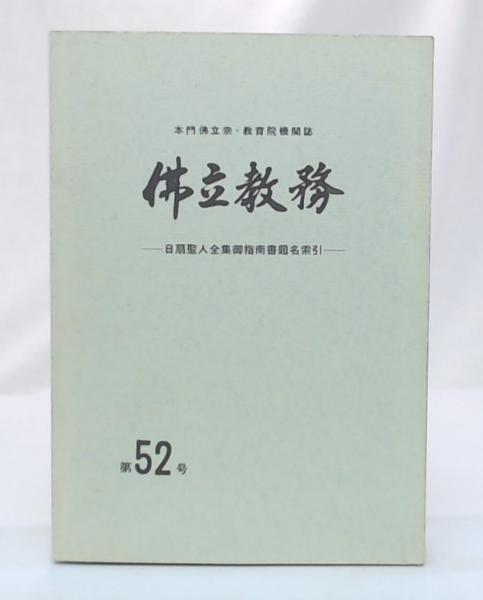 本門佛立宗・教育院機関誌
佛立教務
―日扇聖人全集御指南書題名索引―
第52号